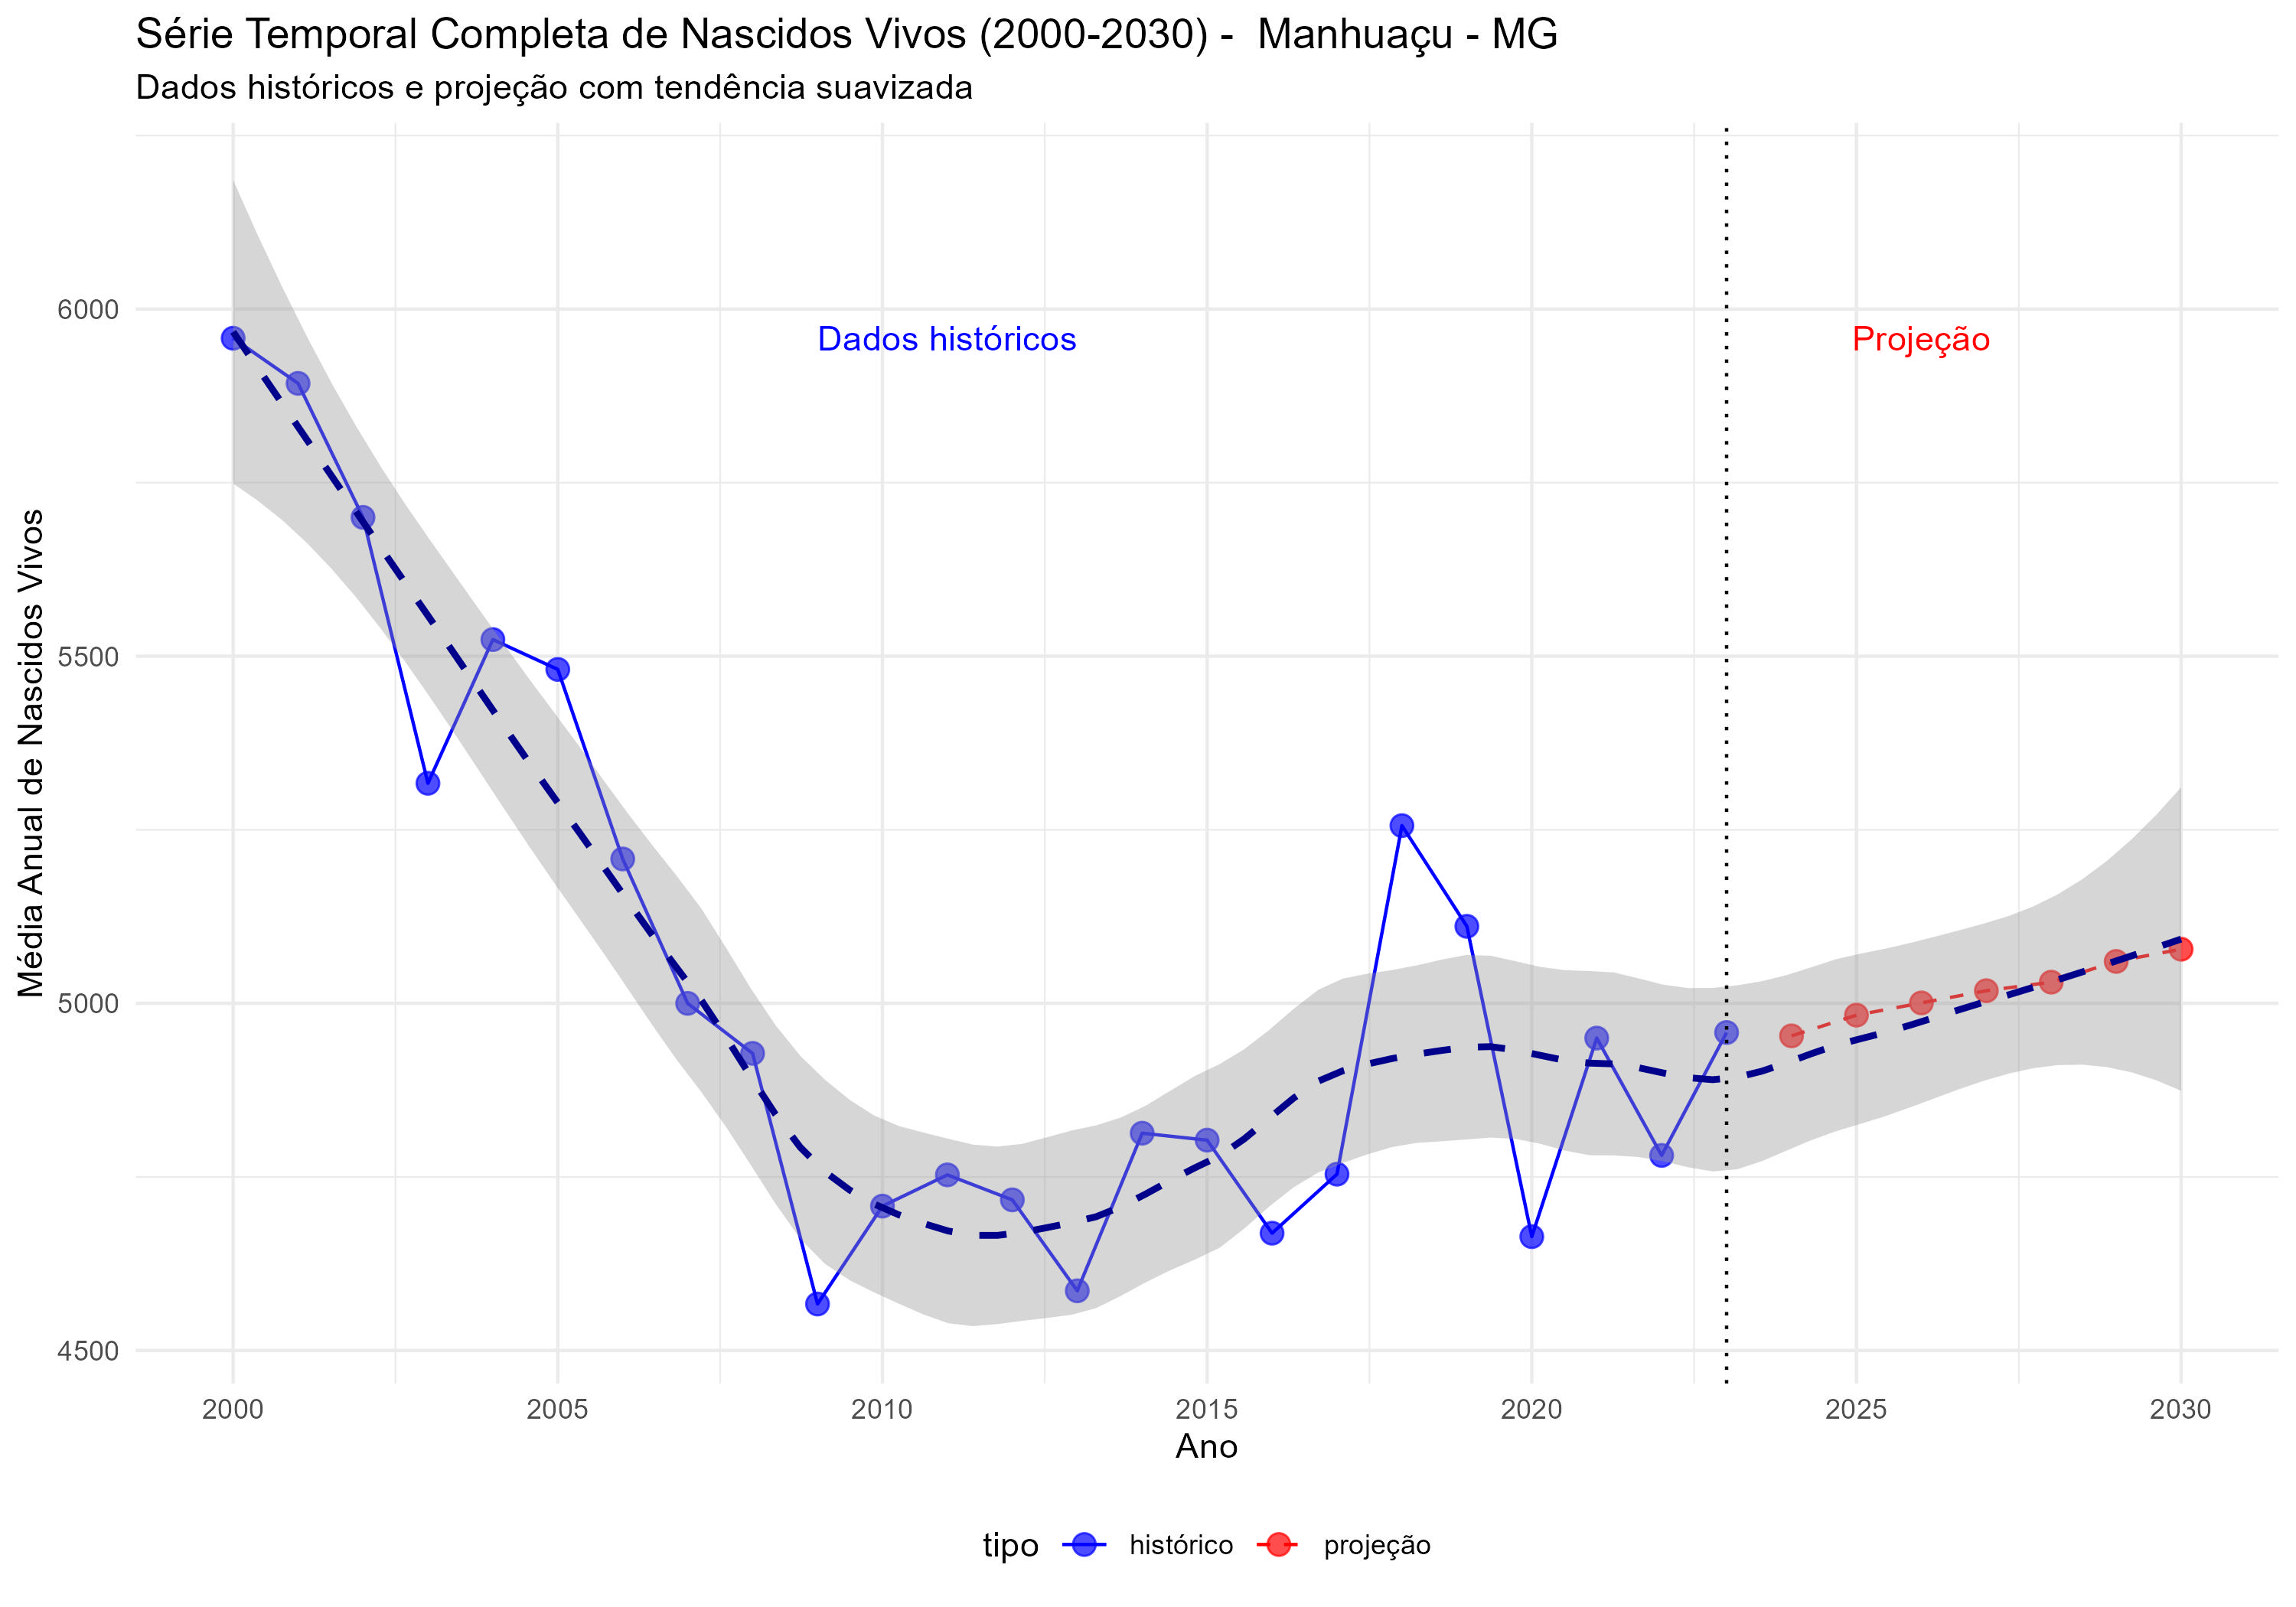 Série Temporal Completa de Nascidos Vivos (2000-2030) -  Manhuaçu - MG
Dados históricos e projeção com tendência suavizada
Média Anual de Nascidos Vivos
6000
5500
5000
4500
Dados históricos
Projeção
2000
2005
2010
2015
2020
2025
2030
Ano
tipo
histórico
projeção